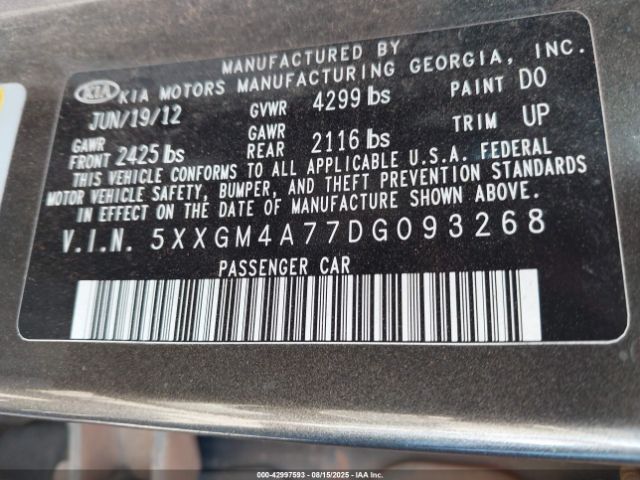 MANUFACTURED BY
KIA KIA MOTORS MANUFACTURING GEORGIA, INC.
JUN/19/12 GVWR 4299 lbs PAINT DO
GAWR FRONT 2425 lbs GAWR REAR 2116 lbs TRIM UP
THIS VEHICLE CONFORMS TO ALL APPLICABLE U.S.A. FEDERAL
MOTOR VEHICLE SAFETY, BUMPER, AND THEFT PREVENTION STANDARDS
IN EFFECT ON THE DATE OF MANUFACTURE SHOWN ABOVE.
V.I.N. 5XXGM4A77DG093268
PASSENGER CAR
000-42997593 - 08/15/2025 - IAA Inc.